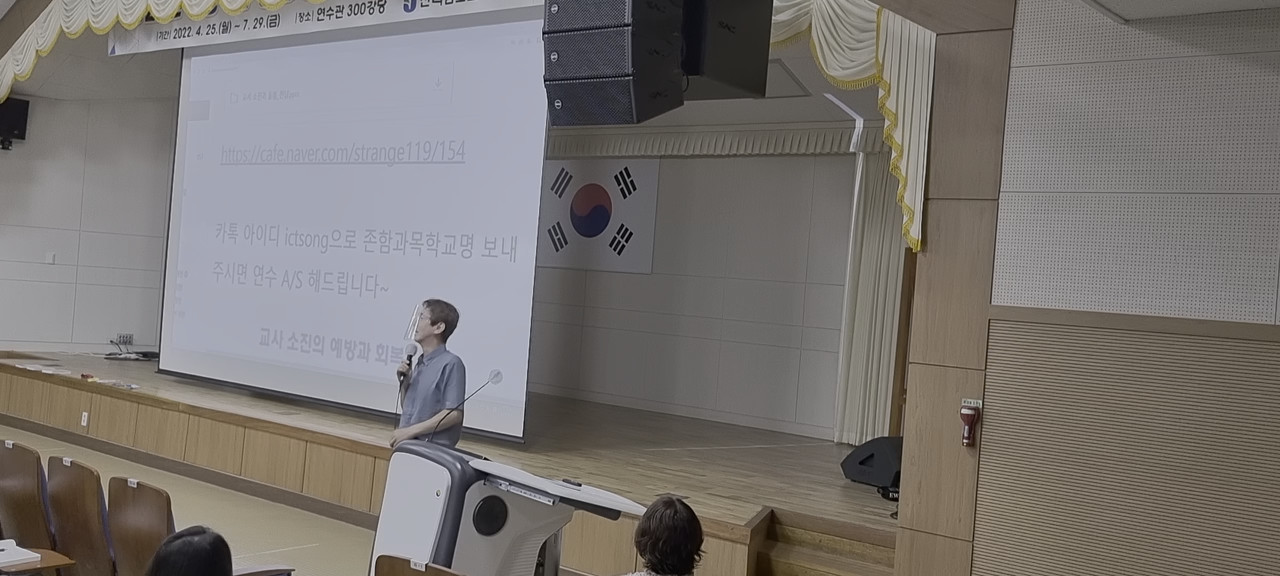 [기간] 2022. 4. 25.(월) ~ 7. 29.(금) [장소] 연수관 300강당
https://cafe.naver.com/strange119/154
카톡 아이디 ictsong으로 존함과목학교명 보내
주시면 연수 A/S 해드립니다~
교사 소진의 예방과 회복